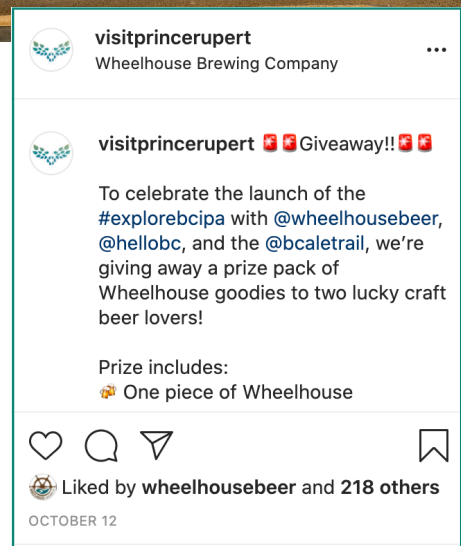 visitprincerupert
Wheelhouse Brewing Company
visitprincerupert 🚨🚨Giveaway!!🚨🚨
To celebrate the launch of the
#explorebcipa with @wheelhousebeer,
@hellobc, and the @bcaletrail, we’re
giving away a prize pack of
Wheelhouse goodies to two lucky craft
beer lovers!
Prize includes:
🍻 One piece of Wheelhouse
Liked by wheelhousebeer and 218 others
OCTOBER 12